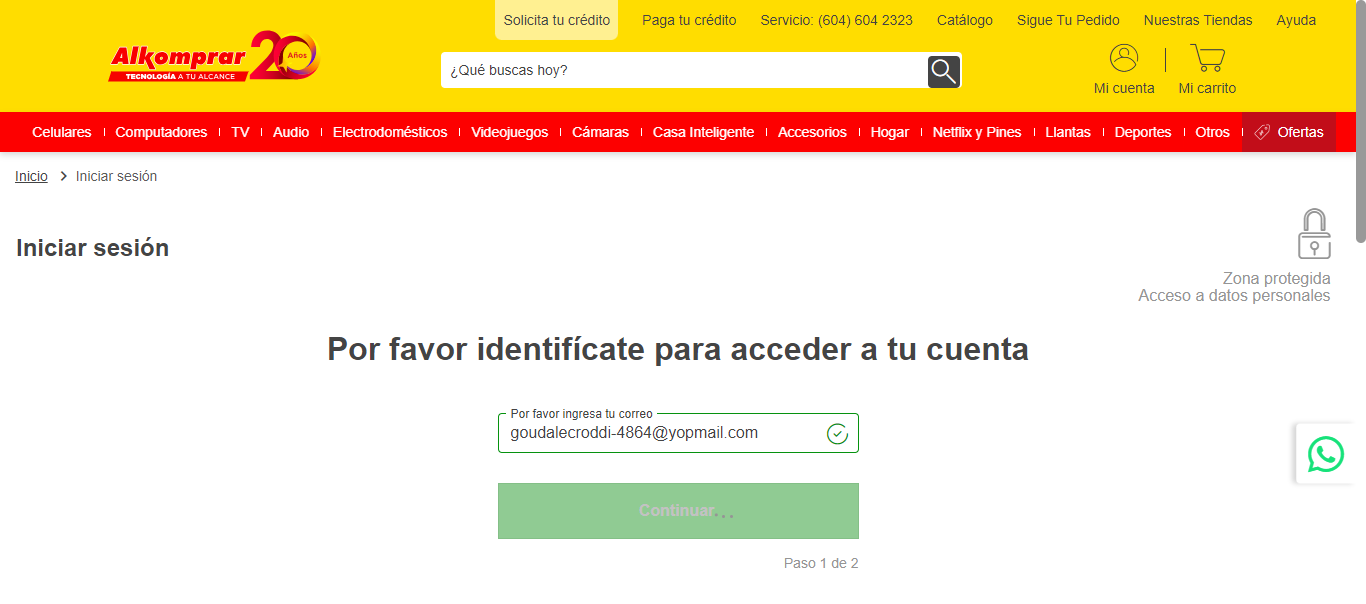 Solicita tu crédito Paga tu crédito Servicio: (604) 604 2323 Catálogo Sigue Tu Pedido Nuestras Tiendas Ayuda
Alkomprar 20 Años
TECNOLOGÍA A TU ALCANCE
¿Qué buscas hoy?
Mi cuenta Mi carrito
Celulares Computadores TV Audio Electrodomésticos Videojuegos Cámaras Casa Inteligente Accesorios Hogar Netflix y Pines Llantas Deportes Otros Ofertas
Inicio > Iniciar sesión
Iniciar sesión
Zona protegida
Acceso a datos personales
Por favor identifícate para acceder a tu cuenta
Por favor ingresa tu correo
goudalecroddi-4864@yopmail.com
Continuar...
Paso 1 de 2